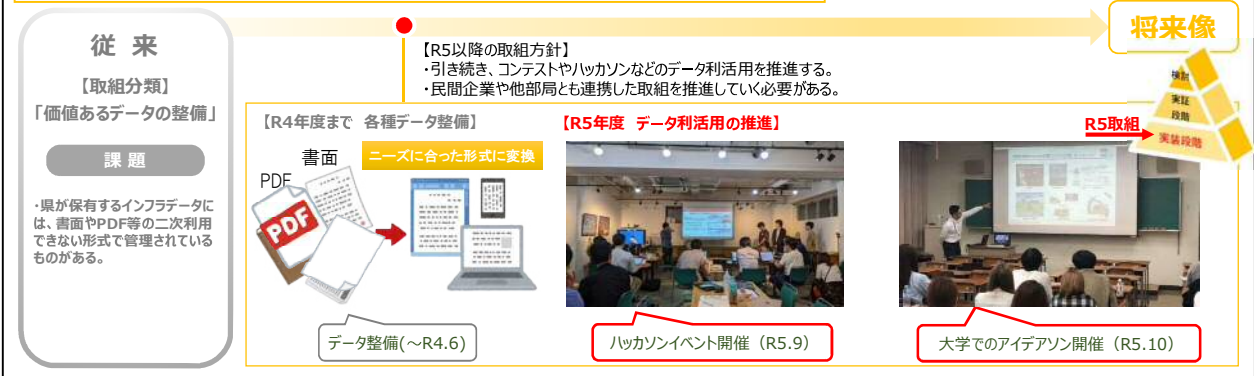 従 来
【取組分類】
「価値あるデータの整備」
課 題
・県が保有するインフラデータに
は、書面やPDF等の二次利用
できない形式で管理されている
ものがある。
【R5以降の取組方針】
・引き続き、コンテストやハッカソンなどのデータ利活用を推進する。
・民間企業や他部局とも連携した取組を推進していく必要がある。
将来像
検討
実証
段階
実装段階
R5取組
【R4年度まで 各種データ整備】
書面
ニーズに合った形式に変換
PDF
PDF
データ整備(～R4.6)
【R5年度 データ利活用の推進】
ハッカソンイベント開催（R5.9）
大学でのアイデアソン開催（R5.10）